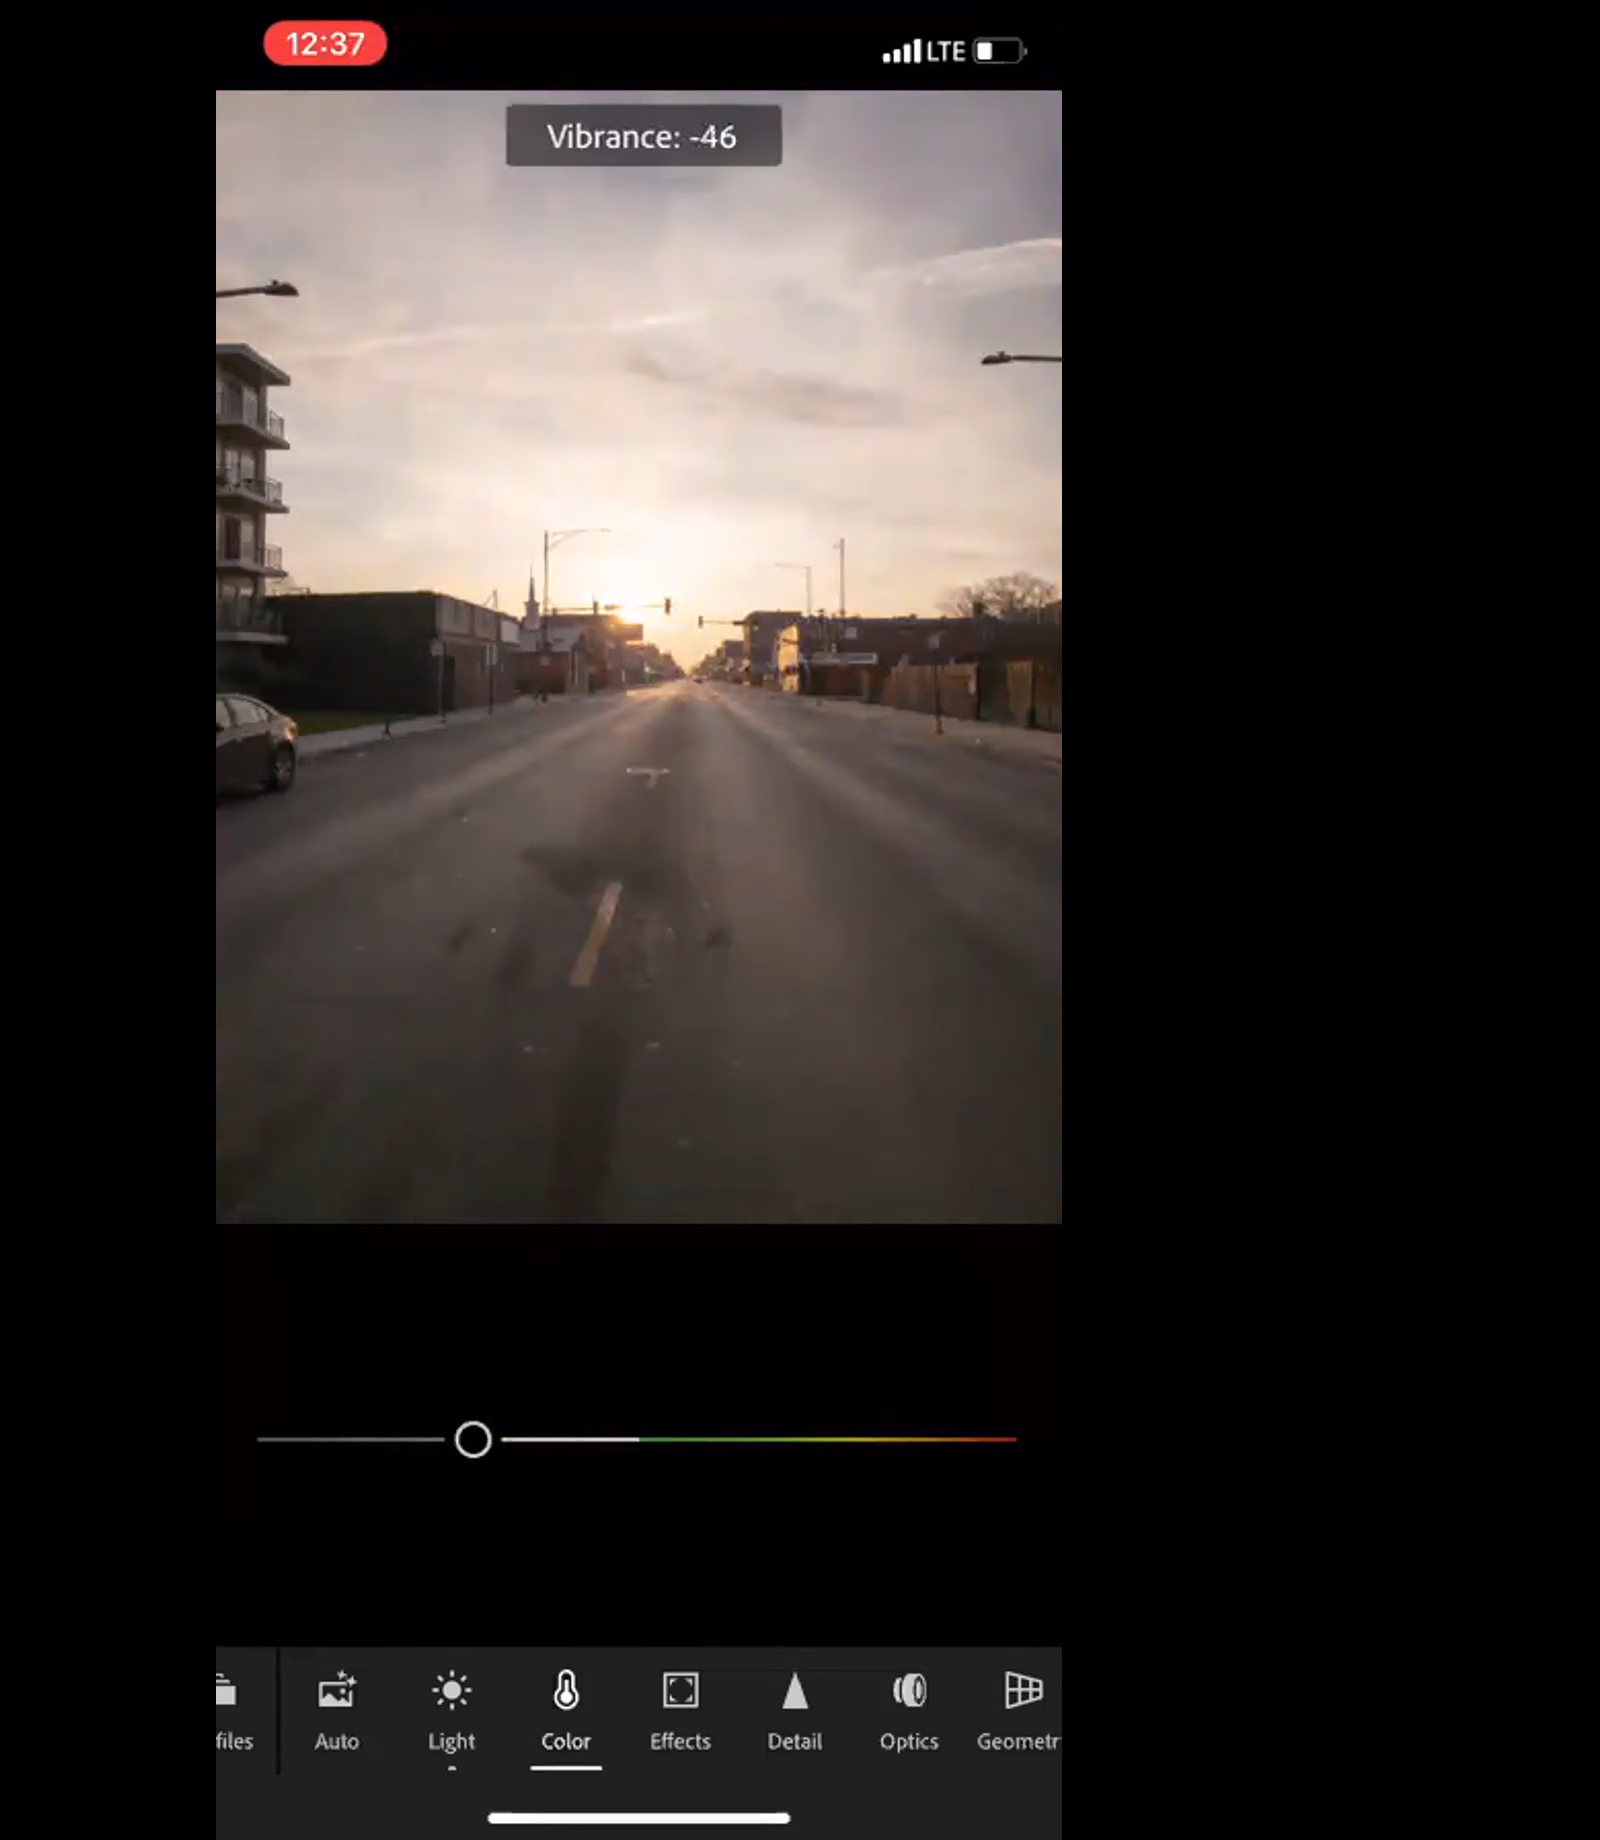 12:37
LTE
Vibrance: -46
files
Auto
Light
Color
Effects
Detail
Optics
Geometr